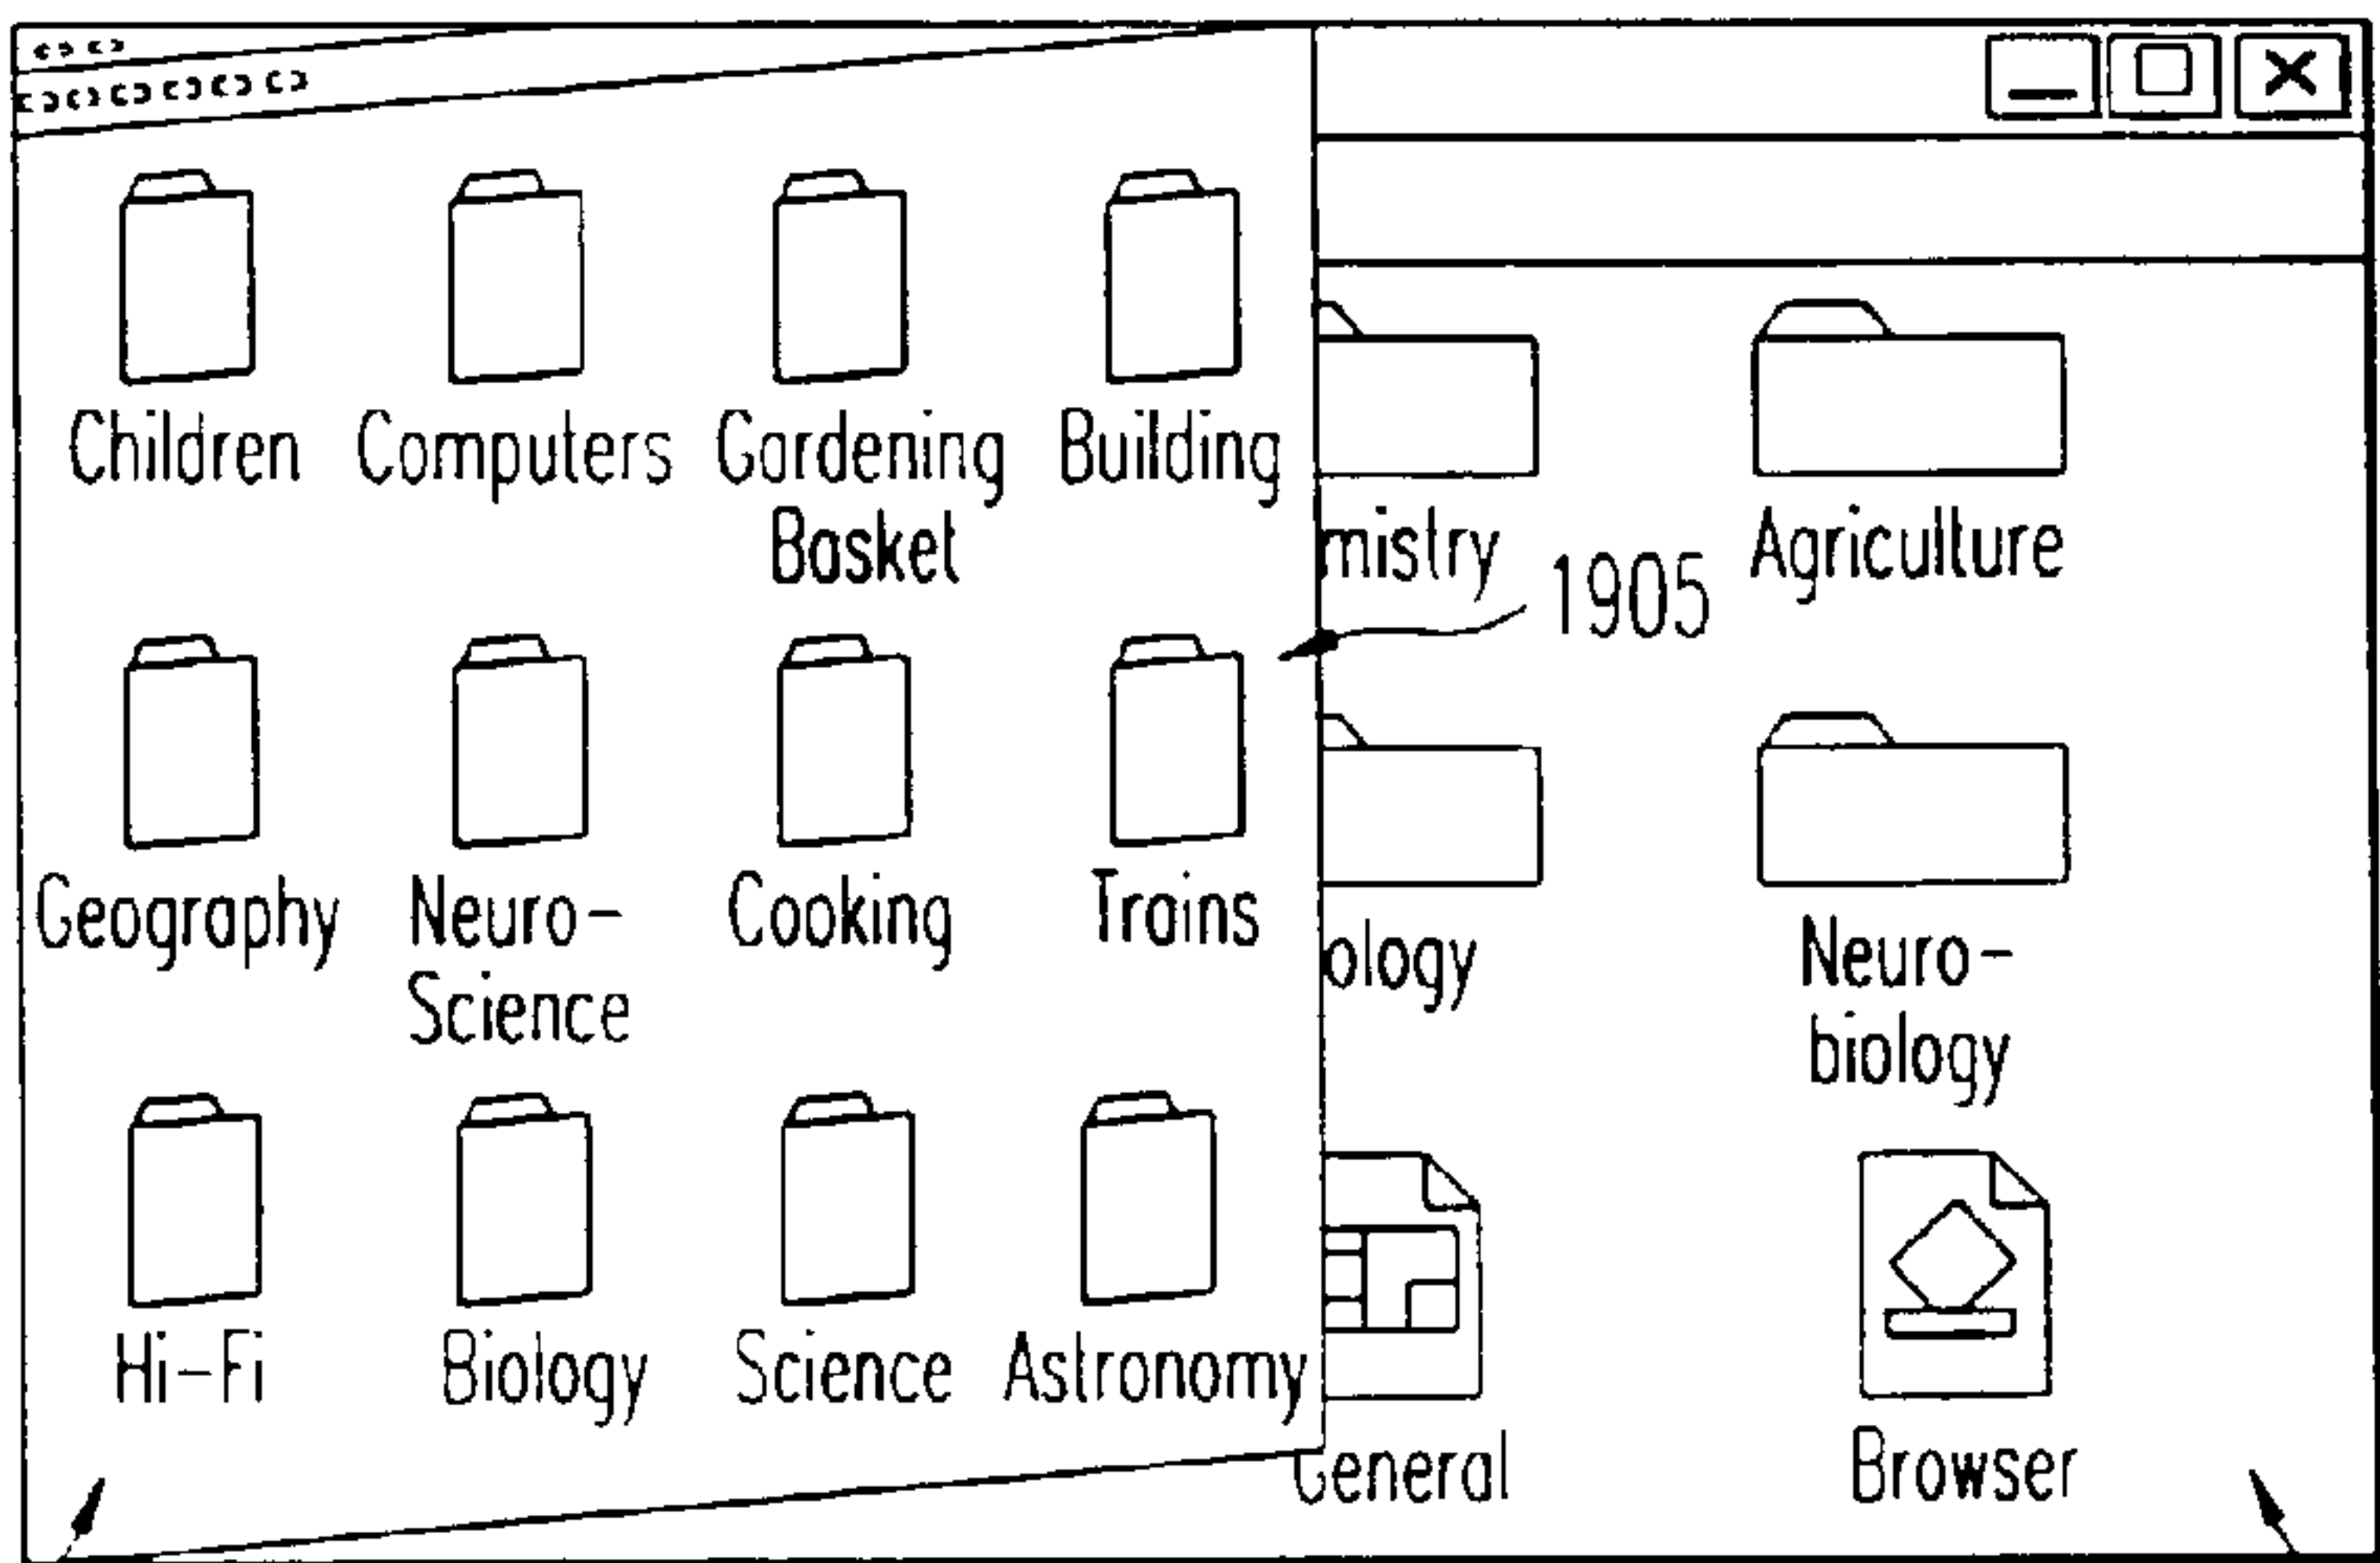 Children Computers Gardening Building
Basket
mistry
1905
Agriculture
Geography Neuro- Cooking Trains
Science
ology
Neuro-
biology
Hi-Fi Biology Science Astronomy
General
Browser